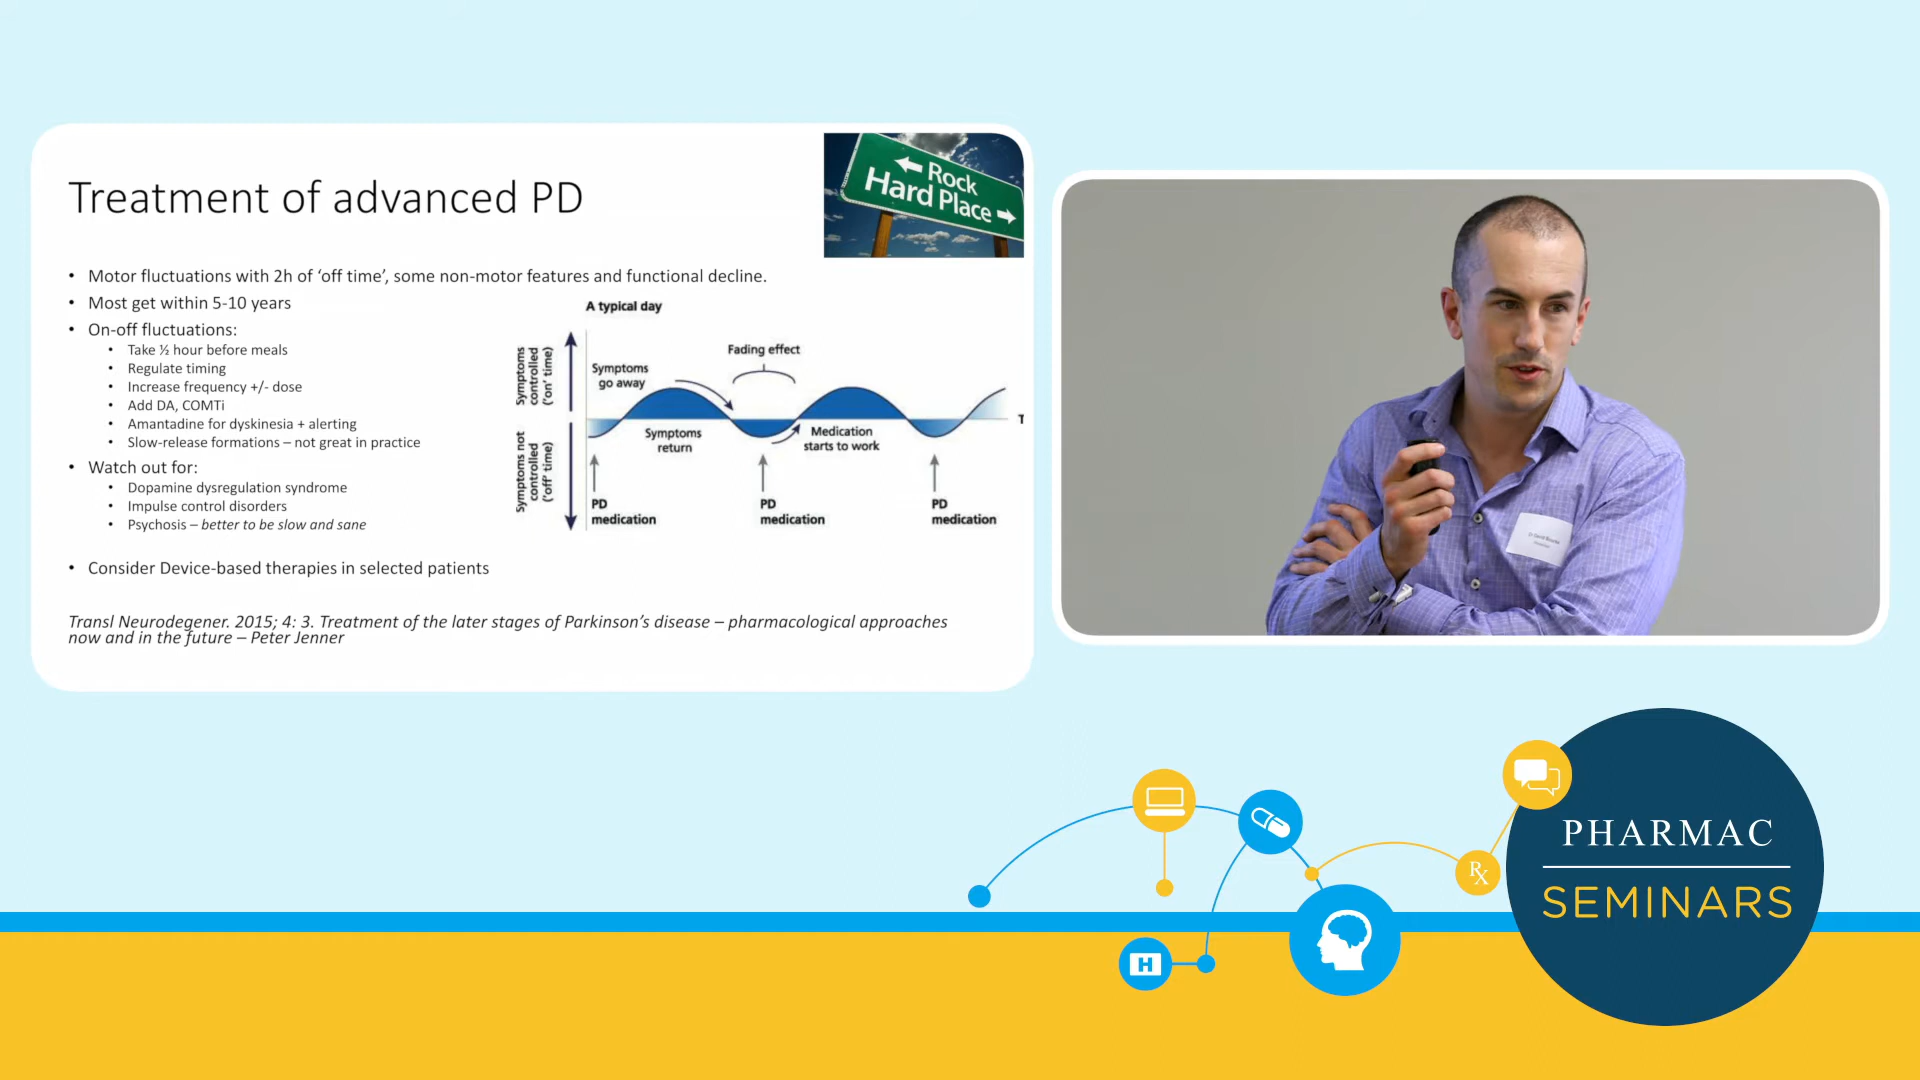 Treatment of advanced PD
← Rock
Hard Place →
• Motor fluctuations with 2h of ‘off time’, some non-motor features and functional decline.
• Most get within 5-10 years
• On-off fluctuations:
• Take ½ hour before meals
• Regulate timing
• Increase frequency +/- dose
• Add DA, COMTi
• Amantadine for dyskinesia + alerting
• Slow-release formations – not great in practice
• Watch out for:
• Dopamine dysregulation syndrome
• Impulse control disorders
• Psychosis – better to be slow and sane
• Consider Device-based therapies in selected patients
A typical day
Symptoms
controlled
(‘on’ time)
Symptoms not
controlled
(‘off’ time)
Symptoms
go away
Fading effect
Symptoms
return
Medication
starts to work
T
PD
medication
PD
medication
PD
medication
Transl Neurodegener. 2015; 4: 3. Treatment of the later stages of Parkinson’s disease – pharmacological approaches
now and in the future – Peter Jenner
Rx
H
PHARMAC
SEMINARS